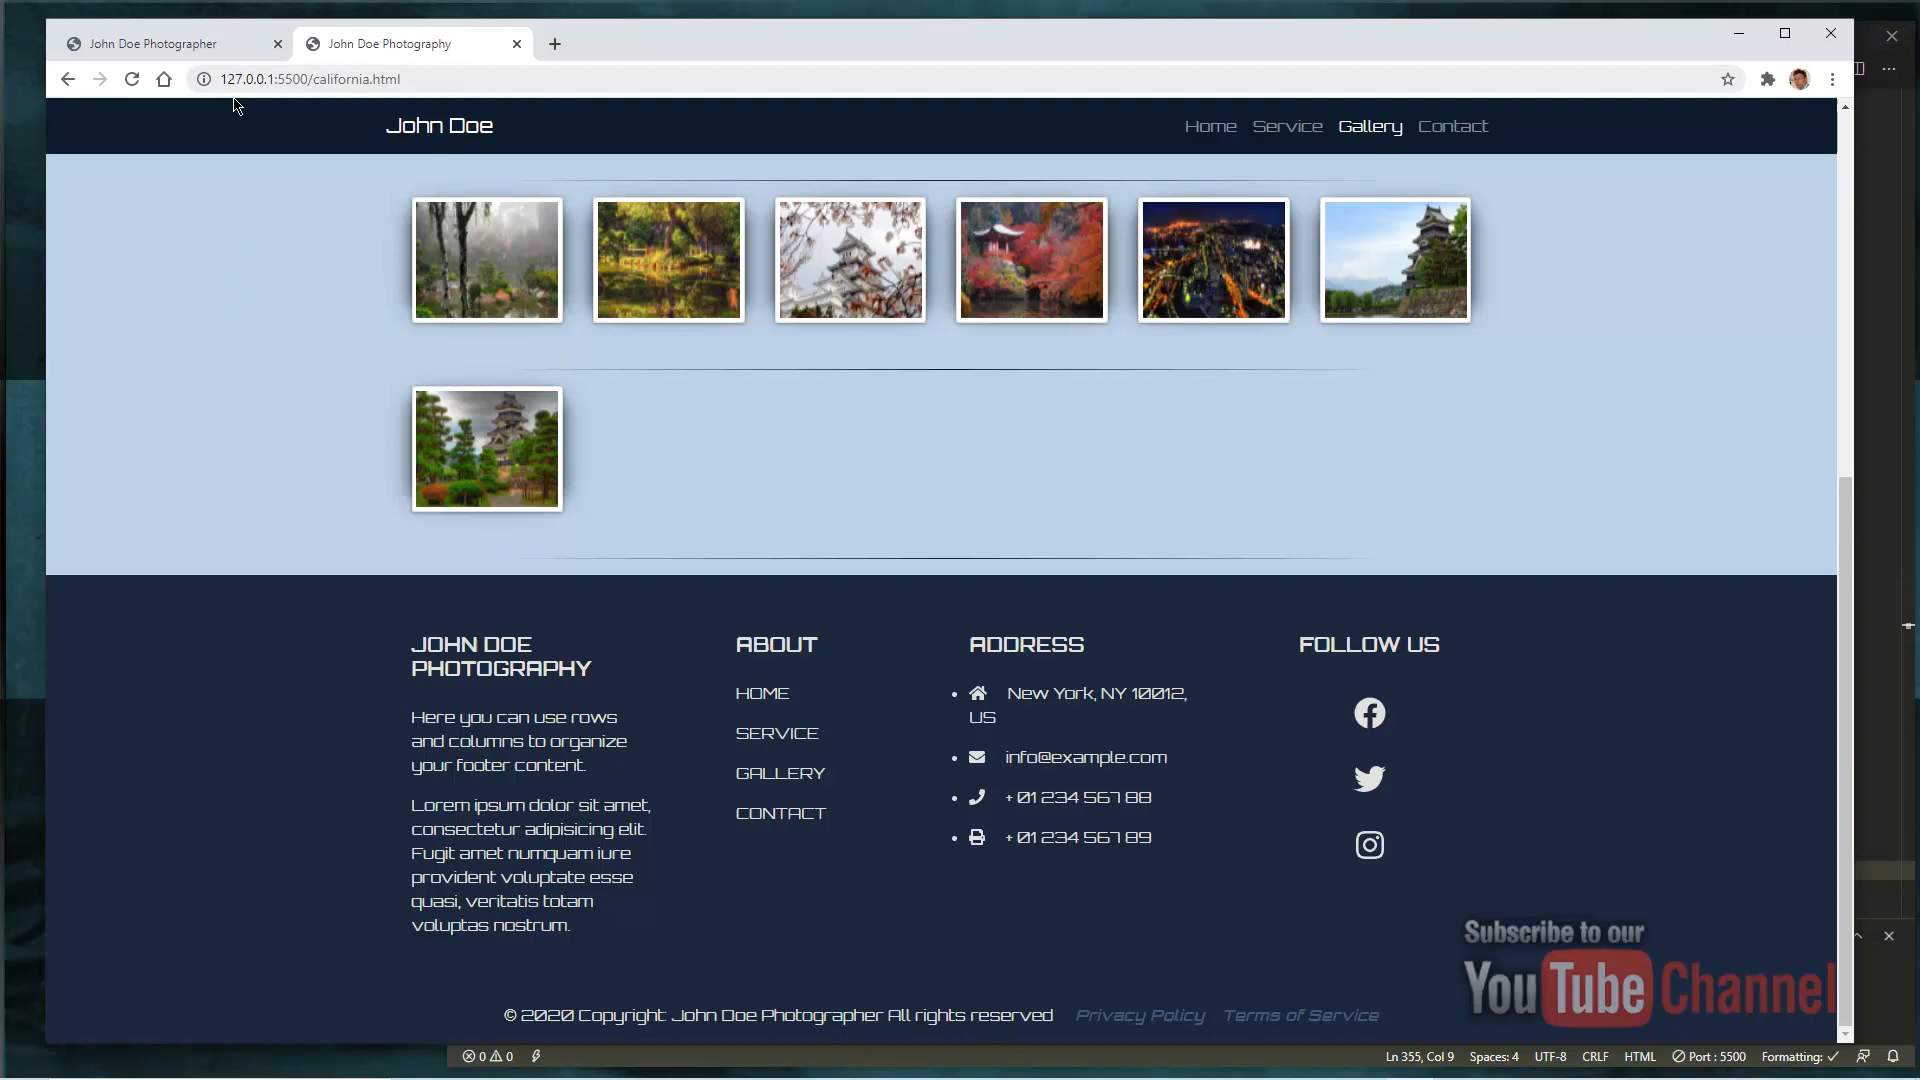 John Doe Photographer
John Doe Photography
127.0.0.1:5500/california.html
John Doe
Home Service Gallery Contact
JOHN DOE
PHOTOGRAPHY
Here you can use rows
and columns to organize
your footer content.
Lorem ipsum dolor sit amet,
consectetur adipisicing elit.
Fugit amet numquam iure
provident voluptate esse
quasi, veritatis totam
voluptas nostrum.
ABOUT
HOME
SERVICE
GALLERY
CONTACT
ADDRESS
New York, NY 10012,
US
info@example.com
+ 01 234 567 88
+ 01 234 567 89
FOLLOW US
© 2020 Copyright: John Doe Photographer All rights reserved Privacy Policy Terms of Service
Subscribe to our
YouTube Channel
0 0 Ln 355, Col 9 Spaces: 4 UTF-8 CRLF HTML Port : 5500 Formatting: ✓